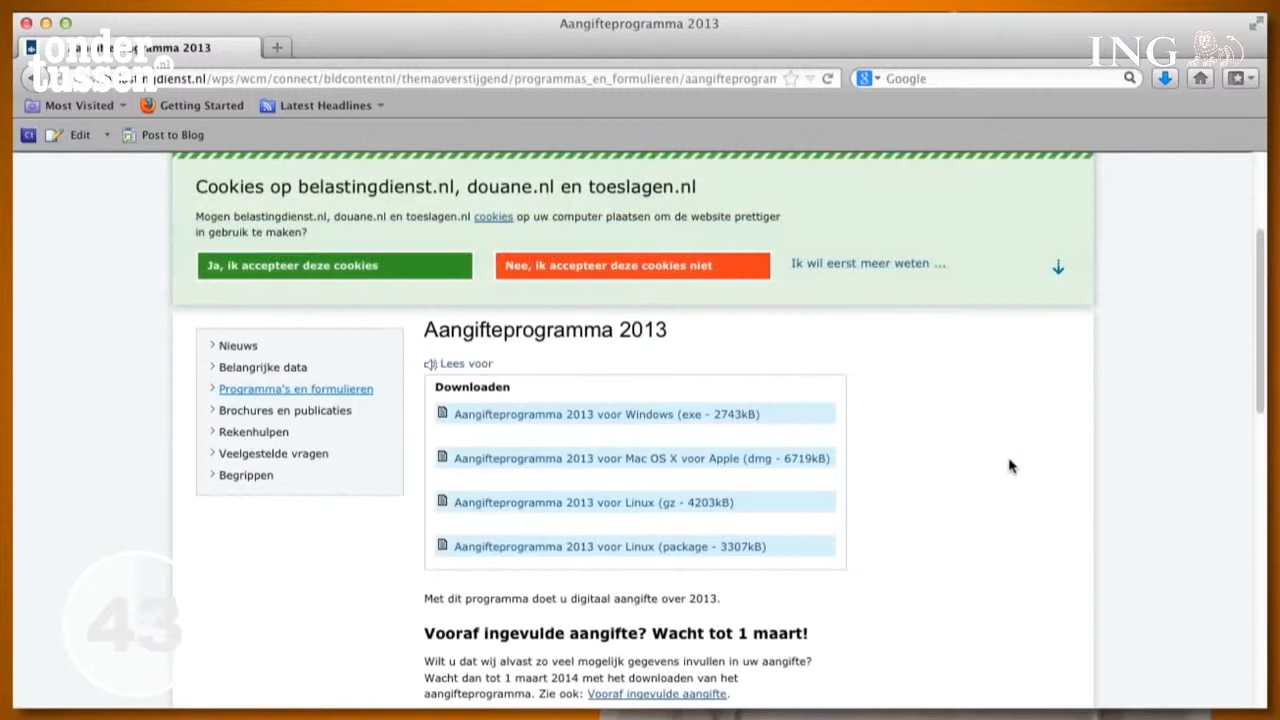 Aangifteprogramma 2013
onder
tussen.nl
ING
dienst.nl/wps/wcm/connect/bldcontentnl/themaoverstijgend/programmas_en_formulieren/aangifteprogram
Google
Most Visited
Getting Started
Latest Headlines
Edit
Post to Blog
Cookies op belastingdienst.nl, douane.nl en toeslagen.nl
Mogen belastingdienst.nl, douane.nl en toeslagen.nl cookies op uw computer plaatsen om de website prettiger
in gebruik te maken?
Ja, ik accepteer deze cookies
Nee, ik accepteer deze cookies niet
Ik wil eerst meer weten ...
Nieuws
Belangrijke data
Programma's en formulieren
Brochures en publicaties
Rekenhulpen
Veelgestelde vragen
Begrippen
Aangifteprogramma 2013
Lees voor
Downloaden
Aangifteprogramma 2013 voor Windows (exe - 2743kB)
Aangifteprogramma 2013 voor Mac OS X voor Apple (dmg - 6719kB)
Aangifteprogramma 2013 voor Linux (gz - 4203kB)
Aangifteprogramma 2013 voor Linux (package - 3307kB)
Met dit programma doet u digitaal aangifte over 2013.
Vooraf ingevulde aangifte? Wacht tot 1 maart!
Wilt u dat wij alvast zo veel mogelijk gegevens invullen in uw aangifte?
Wacht dan tot 1 maart 2014 met het downloaden van het
aangifteprogramma. Zie ook: Vooraf ingevulde aangifte.
43